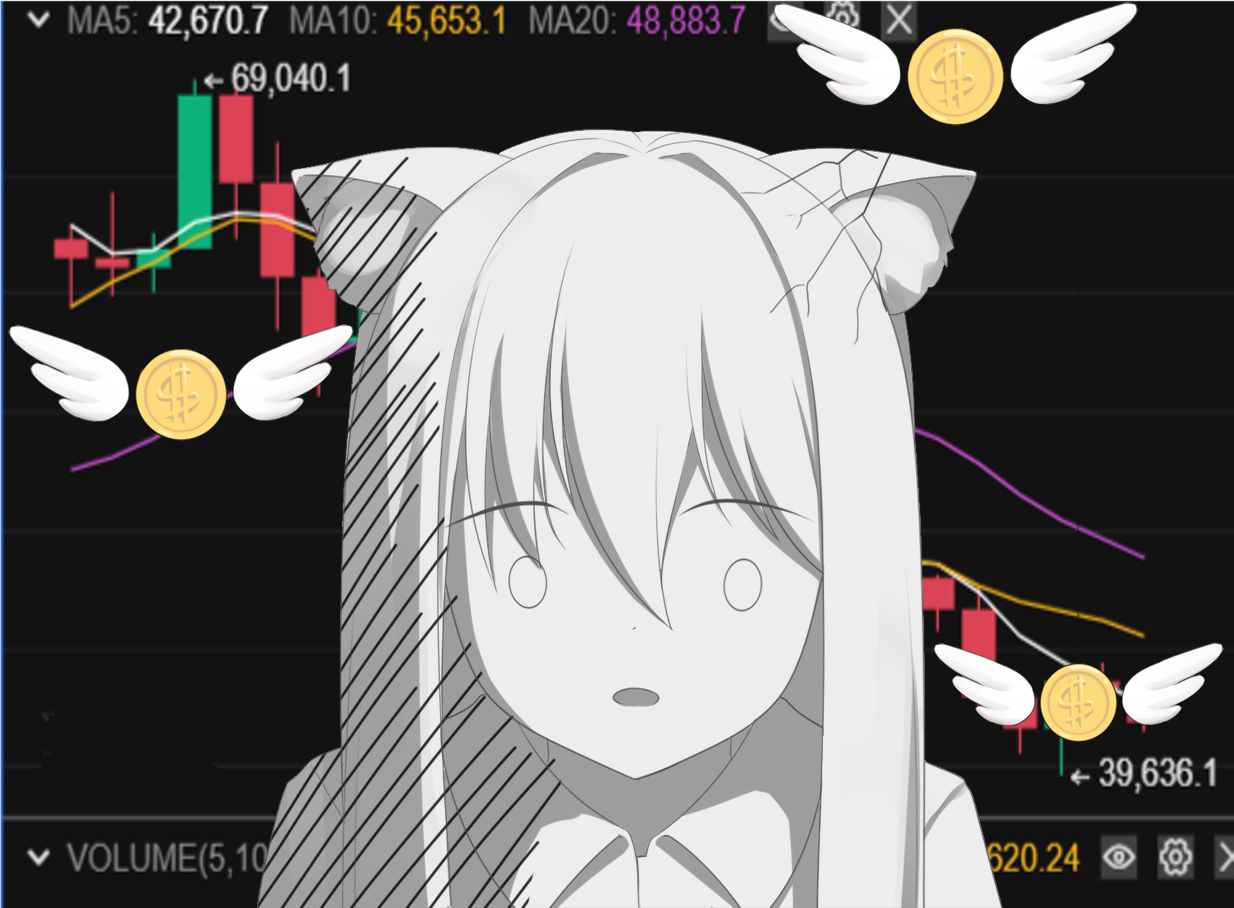 MA5: 42,670.7 MA10: 45,653.1 MA20: 48,883.7
← 69,040.1
← 39,636.1
VOLUME(5,10
620.24